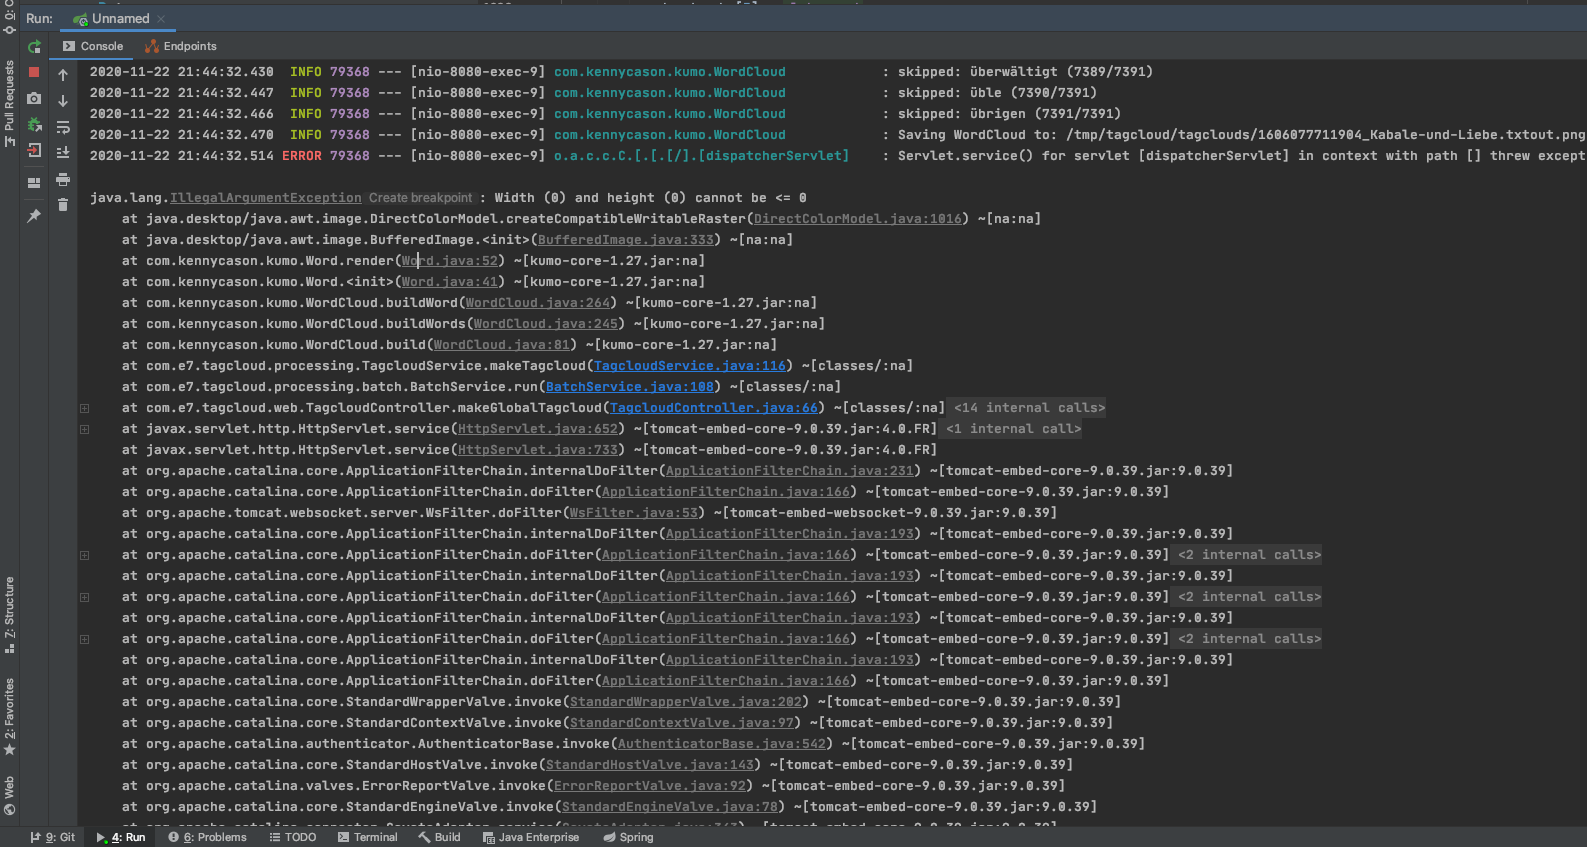 Run: Unnamed
Console Endpoints
2020-11-22 21:44:32.430 INFO 79368 --- [nio-8080-exec-9] com.kennycason.kumo.WordCloud : skipped: überwältigt (7389/7391)
2020-11-22 21:44:32.447 INFO 79368 --- [nio-8080-exec-9] com.kennycason.kumo.WordCloud : skipped: üble (7390/7391)
2020-11-22 21:44:32.466 INFO 79368 --- [nio-8080-exec-9] com.kennycason.kumo.WordCloud : skipped: übrigen (7391/7391)
2020-11-22 21:44:32.470 INFO 79368 --- [nio-8080-exec-9] com.kennycason.kumo.WordCloud : Saving WordCloud to: /tmp/tagcloud/tagclouds/1606077711904_Kabale-und-Liebe.txtout.png
2020-11-22 21:44:32.514 ERROR 79368 --- [nio-8080-exec-9] o.a.c.c.C.[.[.[/].[dispatcherServlet] : Servlet.service() for servlet [dispatcherServlet] in context with path [] threw except
java.lang.IllegalArgumentException Create breakpoint : Width (0) and height (0) cannot be <= 0
at java.desktop/java.awt.image.DirectColorModel.createCompatibleWritableRaster(DirectColorModel.java:1016) ~[na:na]
at java.desktop/java.awt.image.BufferedImage.<init>(BufferedImage.java:333) ~[na:na]
at com.kennycason.kumo.Word.render(Word.java:52) ~[kumo-core-1.27.jar:na]
at com.kennycason.kumo.Word.<init>(Word.java:41) ~[kumo-core-1.27.jar:na]
at com.kennycason.kumo.WordCloud.buildWord(WordCloud.java:264) ~[kumo-core-1.27.jar:na]
at com.kennycason.kumo.WordCloud.buildWords(WordCloud.java:245) ~[kumo-core-1.27.jar:na]
at com.kennycason.kumo.WordCloud.build(WordCloud.java:81) ~[kumo-core-1.27.jar:na]
at com.e7.tagcloud.processing.TagcloudService.makeTagcloud(TagcloudService.java:116) ~[classes/:na]
at com.e7.tagcloud.processing.batch.BatchService.run(BatchService.java:108) ~[classes/:na]
at com.e7.tagcloud.web.TagcloudController.makeGlobalTagcloud(TagcloudController.java:66) ~[classes/:na] <14 internal calls>
at javax.servlet.http.HttpServlet.service(HttpServlet.java:652) ~[tomcat-embed-core-9.0.39.jar:4.0.FR] <1 internal call>
at javax.servlet.http.HttpServlet.service(HttpServlet.java:733) ~[tomcat-embed-core-9.0.39.jar:4.0.FR]
at org.apache.catalina.core.ApplicationFilterChain.internalDoFilter(ApplicationFilterChain.java:231) ~[tomcat-embed-core-9.0.39.jar:9.0.39]
at org.apache.catalina.core.ApplicationFilterChain.doFilter(ApplicationFilterChain.java:166) ~[tomcat-embed-core-9.0.39.jar:9.0.39]
at org.apache.tomcat.websocket.server.WsFilter.doFilter(WsFilter.java:53) ~[tomcat-embed-websocket-9.0.39.jar:9.0.39]
at org.apache.catalina.core.ApplicationFilterChain.internalDoFilter(ApplicationFilterChain.java:193) ~[tomcat-embed-core-9.0.39.jar:9.0.39]
at org.apache.catalina.core.ApplicationFilterChain.doFilter(ApplicationFilterChain.java:166) ~[tomcat-embed-core-9.0.39.jar:9.0.39] <2 internal calls>
at org.apache.catalina.core.ApplicationFilterChain.internalDoFilter(ApplicationFilterChain.java:193) ~[tomcat-embed-core-9.0.39.jar:9.0.39]
at org.apache.catalina.core.ApplicationFilterChain.doFilter(ApplicationFilterChain.java:166) ~[tomcat-embed-core-9.0.39.jar:9.0.39] <2 internal calls>
at org.apache.catalina.core.ApplicationFilterChain.internalDoFilter(ApplicationFilterChain.java:193) ~[tomcat-embed-core-9.0.39.jar:9.0.39]
at org.apache.catalina.core.ApplicationFilterChain.doFilter(ApplicationFilterChain.java:166) ~[tomcat-embed-core-9.0.39.jar:9.0.39] <2 internal calls>
at org.apache.catalina.core.ApplicationFilterChain.internalDoFilter(ApplicationFilterChain.java:193) ~[tomcat-embed-core-9.0.39.jar:9.0.39]
at org.apache.catalina.core.ApplicationFilterChain.doFilter(ApplicationFilterChain.java:166) ~[tomcat-embed-core-9.0.39.jar:9.0.39]
at org.apache.catalina.core.StandardWrapperValve.invoke(StandardWrapperValve.java:202) ~[tomcat-embed-core-9.0.39.jar:9.0.39]
at org.apache.catalina.core.StandardContextValve.invoke(StandardContextValve.java:97) ~[tomcat-embed-core-9.0.39.jar:9.0.39]
at org.apache.catalina.authenticator.AuthenticatorBase.invoke(AuthenticatorBase.java:542) ~[tomcat-embed-core-9.0.39.jar:9.0.39]
at org.apache.catalina.core.StandardHostValve.invoke(StandardHostValve.java:143) ~[tomcat-embed-core-9.0.39.jar:9.0.39]
at org.apache.catalina.valves.ErrorReportValve.invoke(ErrorReportValve.java:92) ~[tomcat-embed-core-9.0.39.jar:9.0.39]
at org.apache.catalina.core.StandardEngineValve.invoke(StandardEngineValve.java:78) ~[tomcat-embed-core-9.0.39.jar:9.0.39]
Pull Requests
Z: Structure
2: Favorites
Web
9: Git 4: Run 6: Problems TODO Terminal Build Java Enterprise Spring